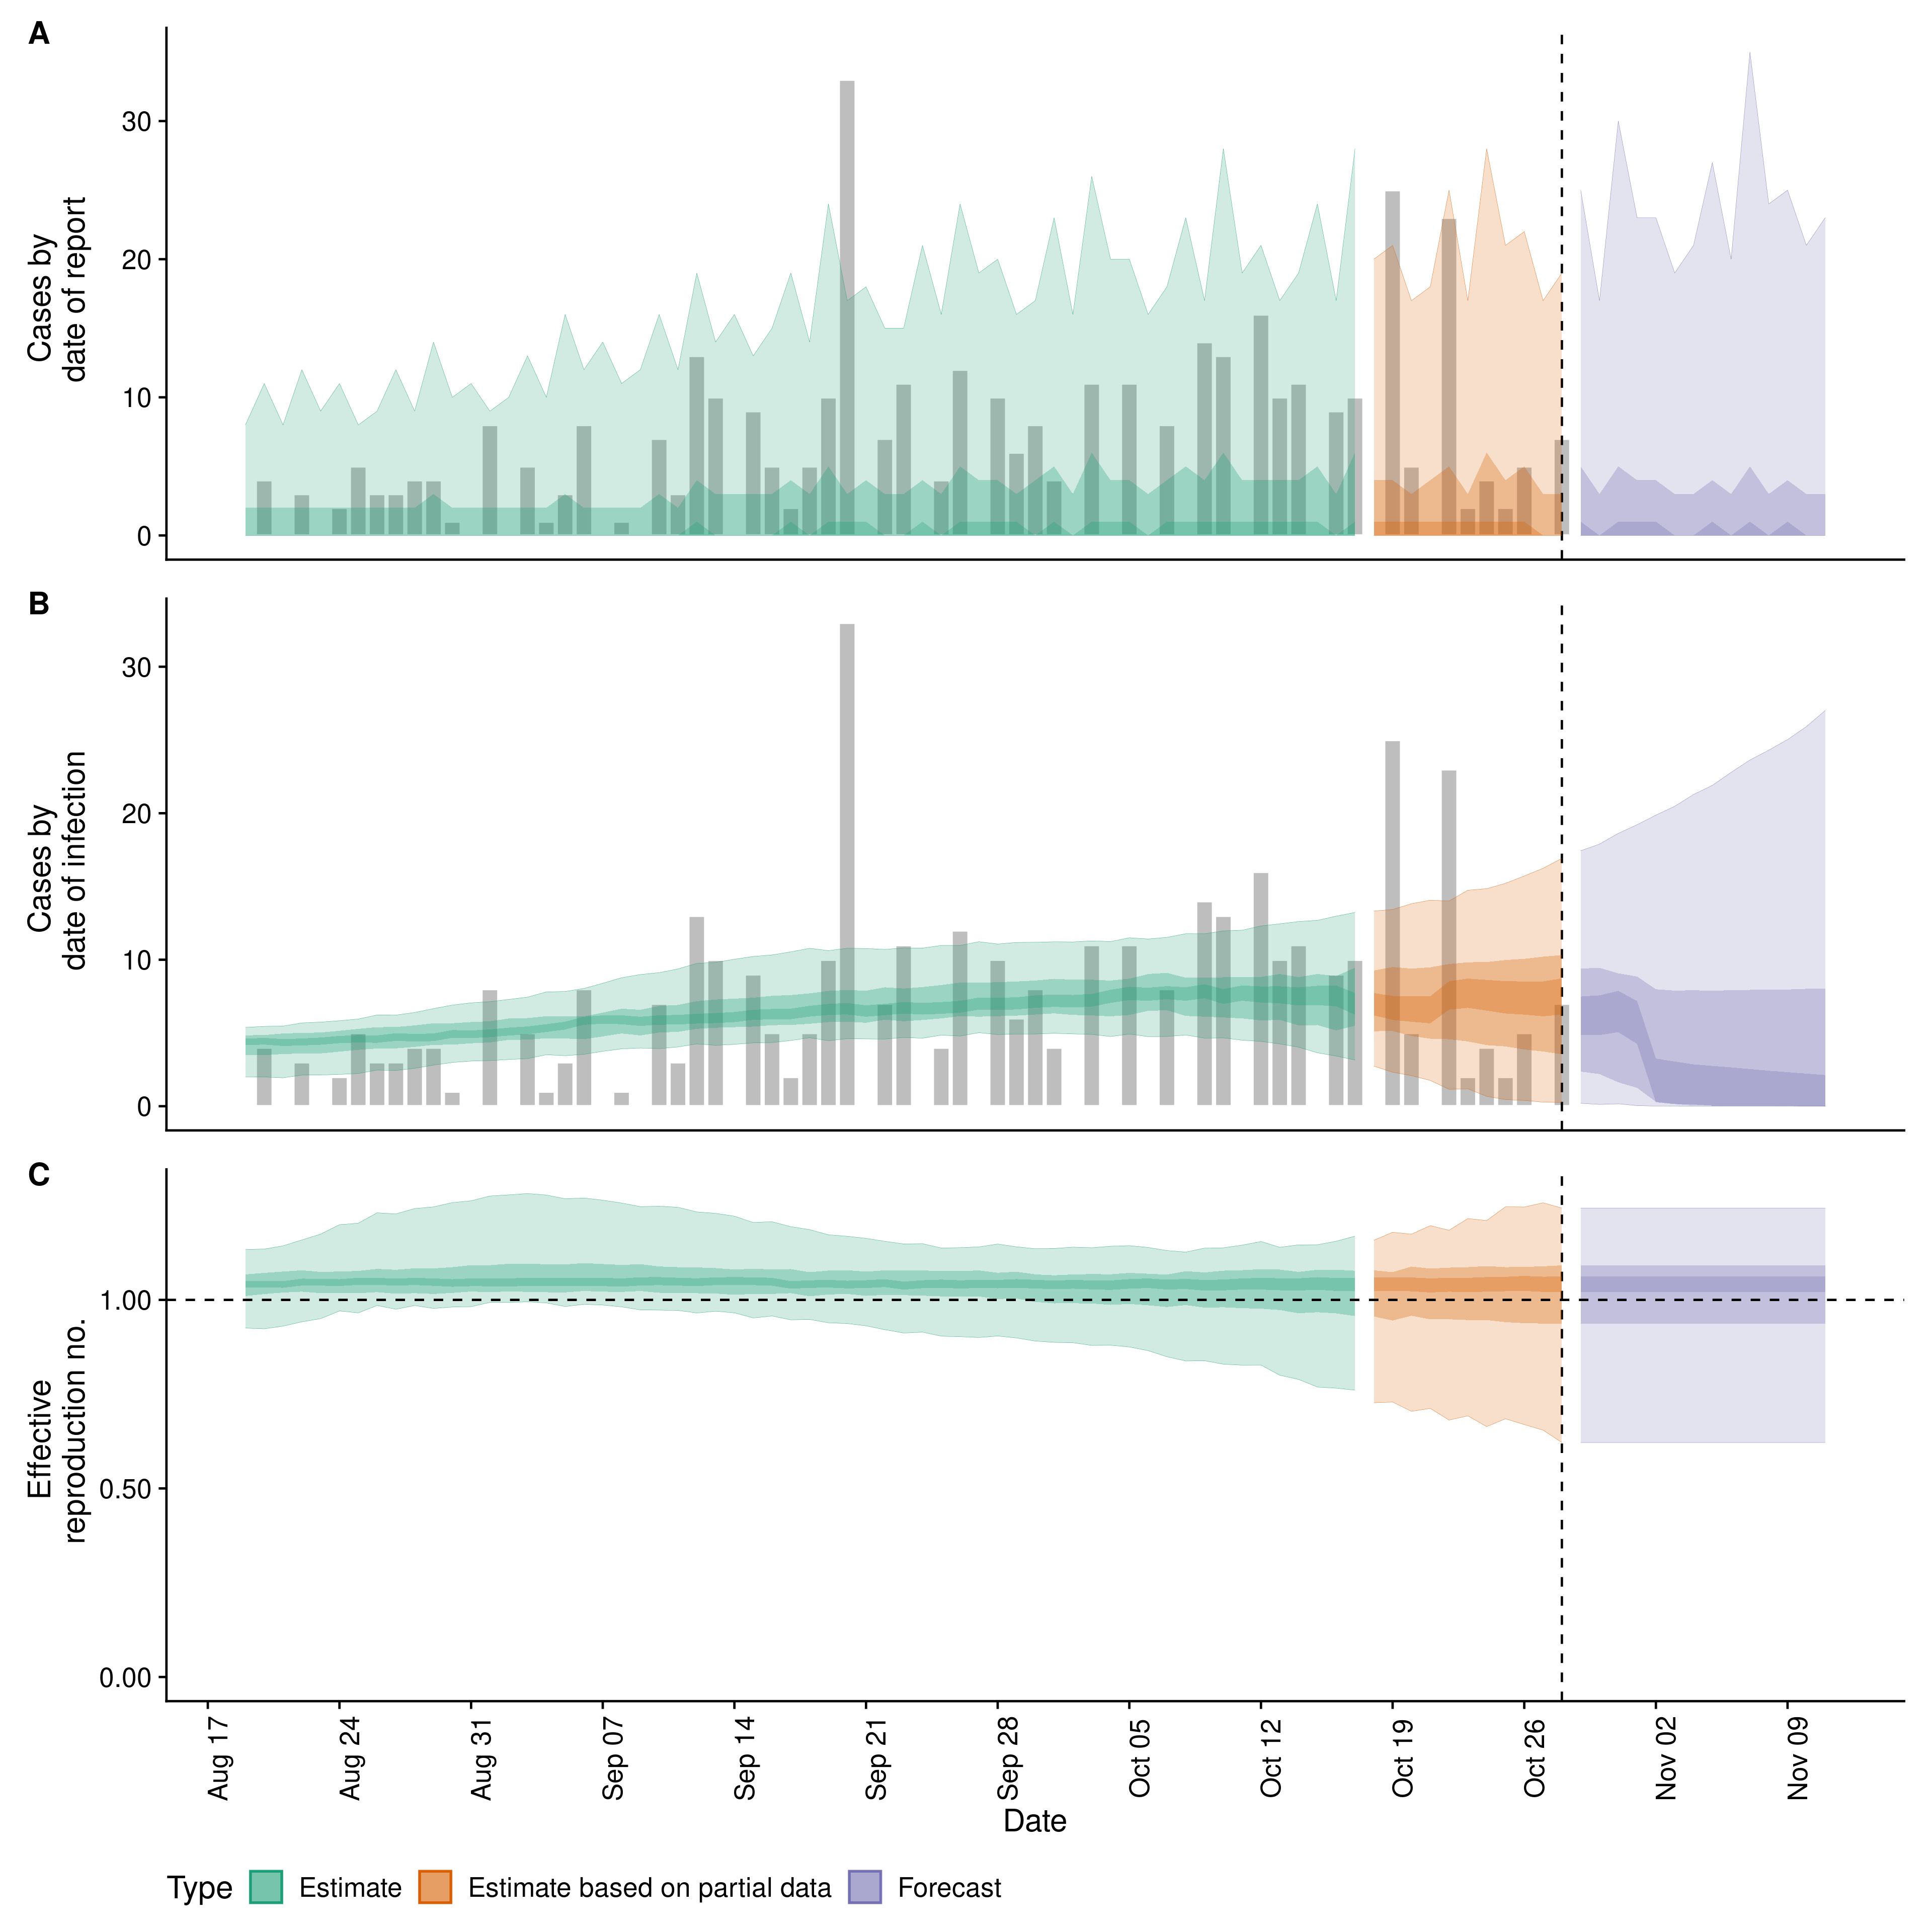 A
Cases by
date of report
30
20
10
0
B
Cases by
date of infection
30
20
10
0
C
Effective
reproduction no.
1.00
0.50
0.00
Aug 17
Aug 24
Aug 31
Sep 07
Sep 14
Sep 21
Sep 28
Oct 05
Oct 12
Oct 19
Oct 26
Nov 02
Nov 09
Date
Type Estimate Estimate based on partial data Forecast